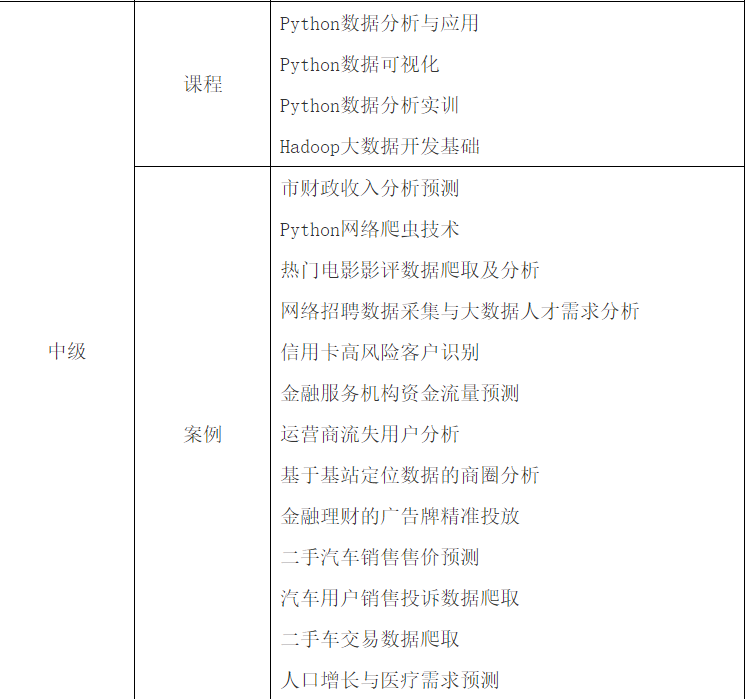 中级
课程
Python数据分析与应用
Python数据可视化
Python数据分析实训
Hadoop大数据开发基础
案例
市财政收入分析预测
Python网络爬虫技术
热门电影影评数据爬取及分析
网络招聘数据采集与大数据人才需求分析
信用卡高风险客户识别
金融服务机构资金流量预测
运营商流失用户分析
基于基站定位数据的商圈分析
金融理财的广告牌精准投放
二手汽车销售售价预测
汽车用户销售投诉数据爬取
二手车交易数据爬取
人口增长与医疗需求预测